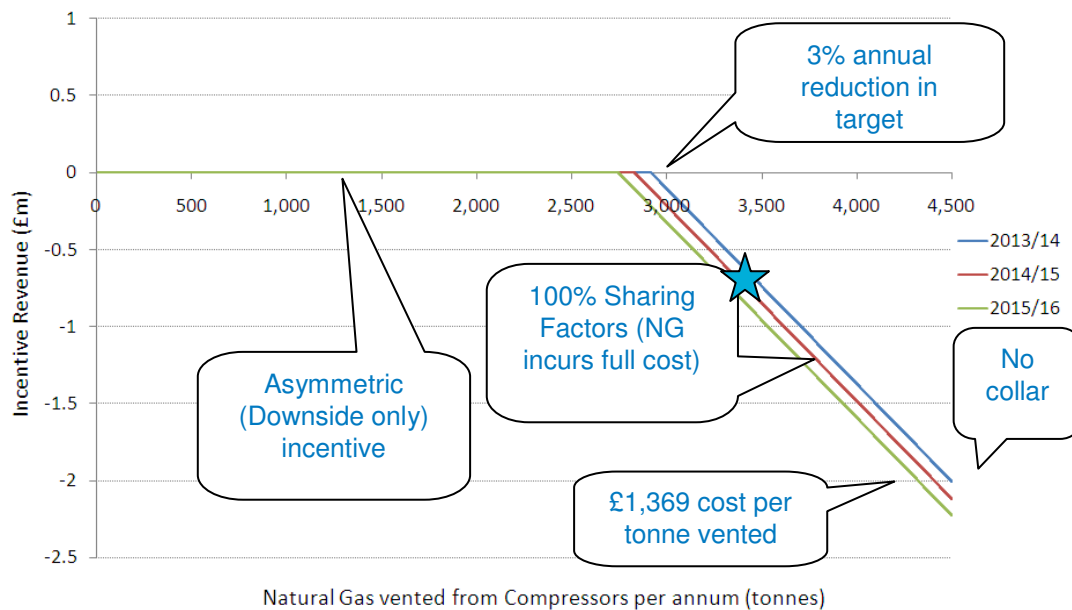 1
0.5
0
-0.5
-1
-1.5
-2
-2.5
Incentive Revenue (£m)
0 500 1,000 1,500 2,000 2,500 3,000 3,500 4,000 4,500
3% annual
reduction in
target
2013/14
2014/15
2015/16
100% Sharing
Factors (NG
incurs full cost)
Asymmetric
(Downside only)
incentive
No
collar
£1,369 cost per
tonne vented
Natural Gas vented from Compressors per annum (tonnes)